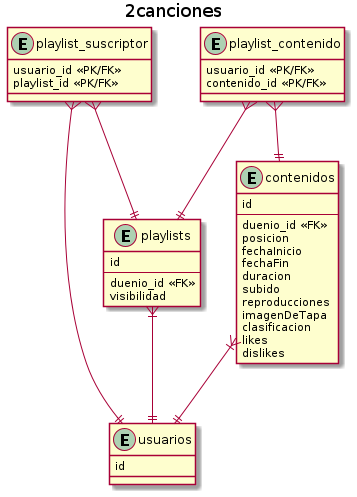 2canciones
E playlist_suscriptor
usuario_id «PK/FK»
playlist_id «PK/FK»
E playlist_contenido
usuario_id «PK/FK»
contenido_id «PK/FK»
E contenidos
id
duenio_id «FK»
posicion
fechaInicio
fechaFin
duracion
subido
reproducciones
imagenDeTapa
clasificacion
likes
dislikes
E playlists
id
duenio_id «FK»
visibilidad
E usuarios
id